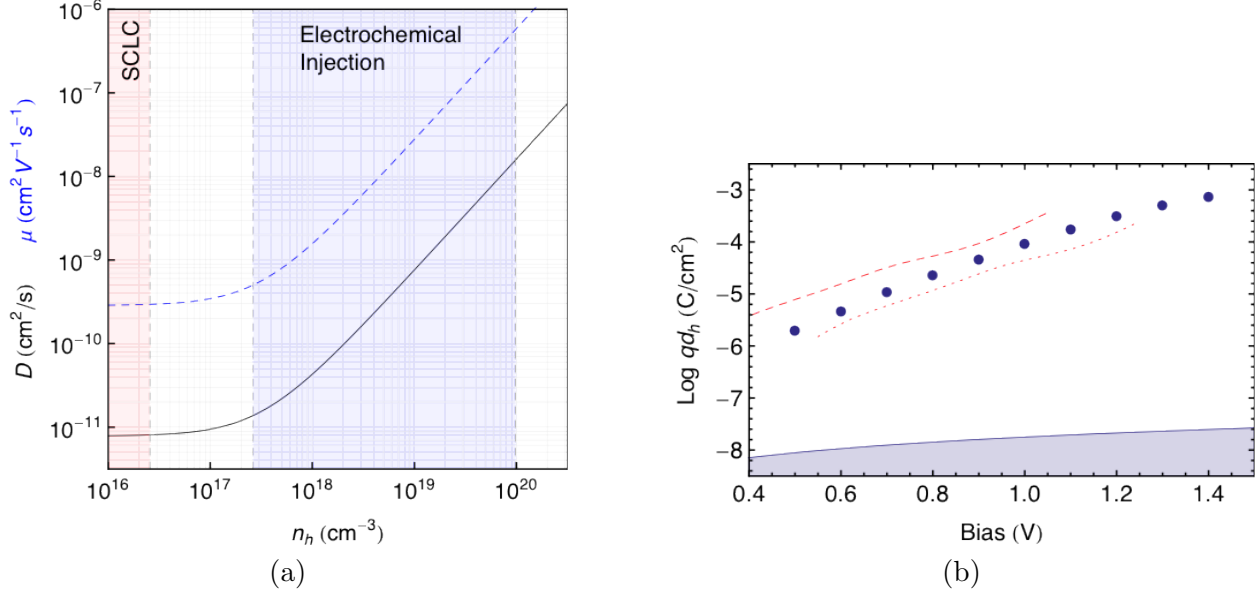 10⁻⁶
10⁻⁷
10⁻⁸
10⁻⁹
10⁻¹⁰
10⁻¹¹
μ (cm² V⁻¹ s⁻¹)
D (cm²/s)
SCLC
Electrochemical
Injection
10¹⁶ 10¹⁷ 10¹⁸ 10¹⁹ 10²⁰
nₕ (cm⁻³)
(a)
−3
−4
−5
−6
−7
−8
Log qdₕ (C/cm²)
0.4 0.6 0.8 1.0 1.2 1.4
Bias (V)
(b)